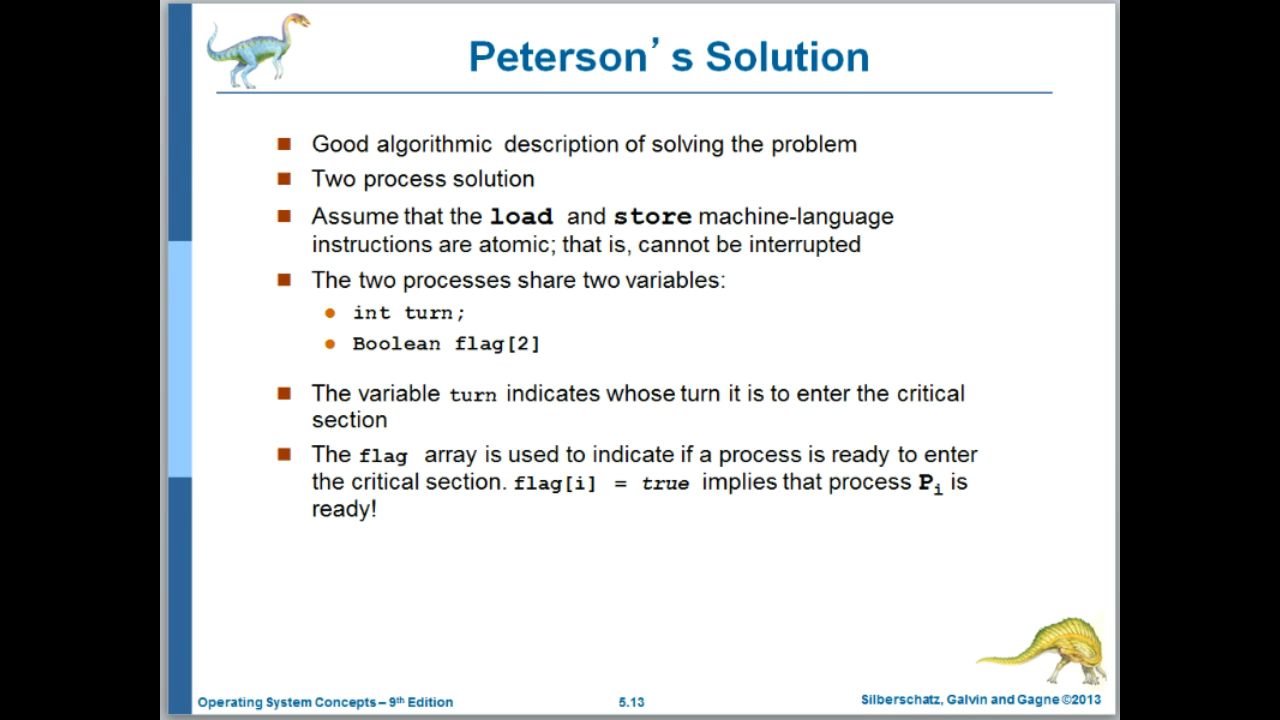 Peterson’s Solution
Good algorithmic description of solving the problem
Two process solution
Assume that the load and store machine-language
instructions are atomic; that is, cannot be interrupted
The two processes share two variables:
int turn;
Boolean flag[2]
The variable turn indicates whose turn it is to enter the critical
section
The flag array is used to indicate if a process is ready to enter
the critical section. flag[i] = true implies that process Pi is
ready!
Operating System Concepts – 9th Edition
5.13
Silberschatz, Galvin and Gagne ©2013